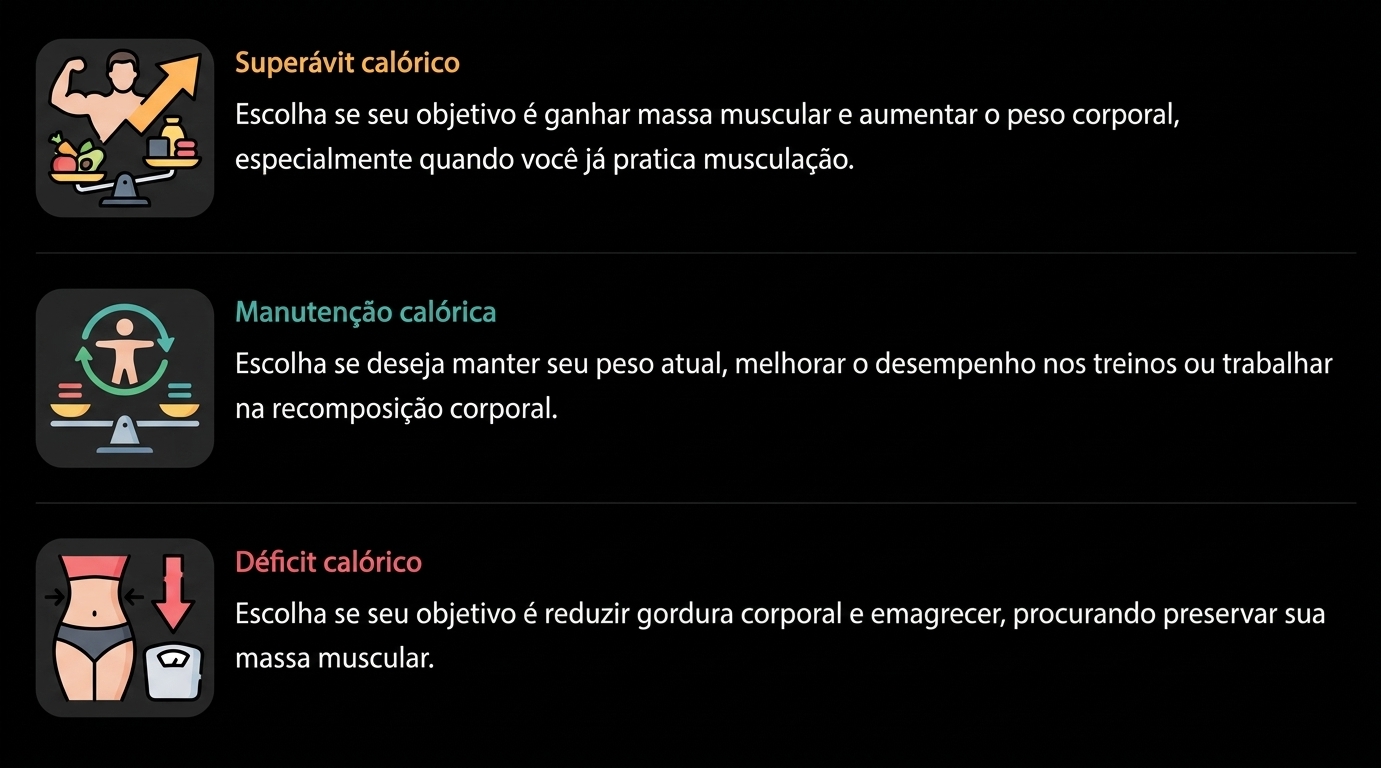 Superávit calórico
Escolha se seu objetivo é ganhar massa muscular e aumentar o peso corporal,
especialmente quando você já pratica musculação.
Manutenção calórica
Escolha se deseja manter seu peso atual, melhorar o desempenho nos treinos ou trabalhar
na recomposição corporal.
Déficit calórico
Escolha se seu objetivo é reduzir gordura corporal e emagrecer, procurando preservar sua
massa muscular.